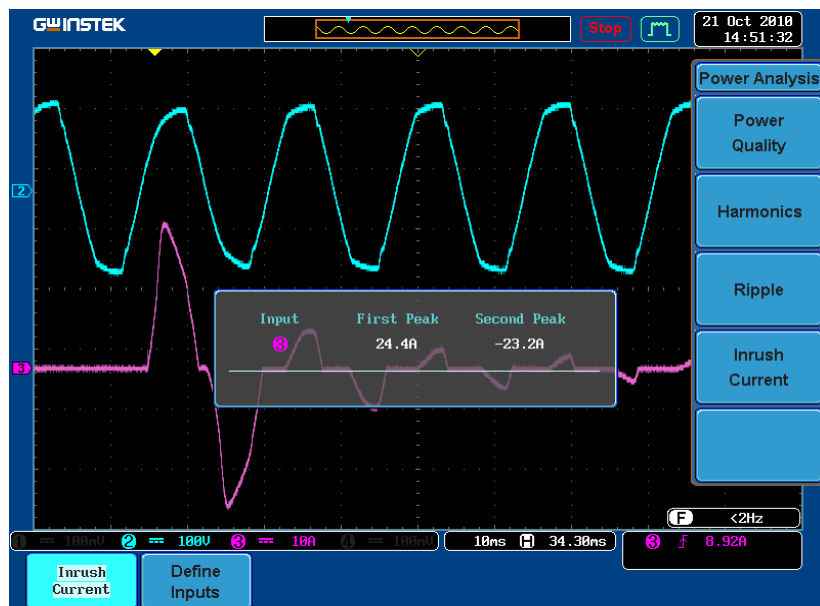 GWINSTEK
Stop
21 Oct 2010
14:51:32
Power Analysis
Power
Quality
Harmonics
Ripple
Inrush
Current
2
3
Input First Peak Second Peak
3 24.4A -23.2A
F <2Hz
1 100mV 2 100V 3 10A 4 100mV
10ms H 34.30ms
3 8.92A
Inrush
Current
Define
Inputs